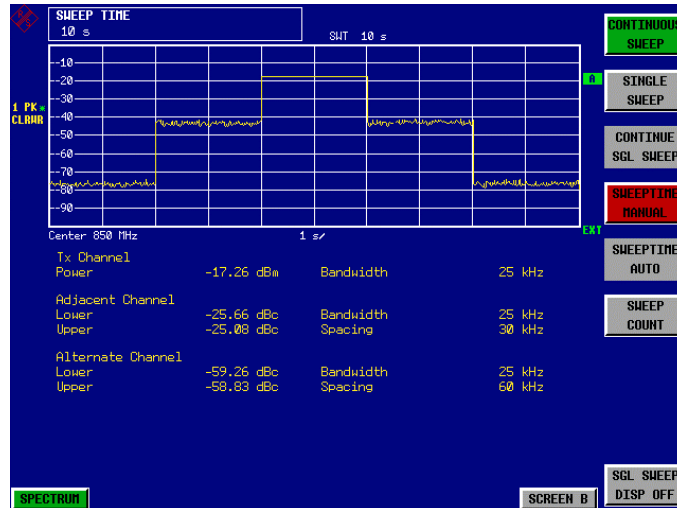 SWEEP TIME
10 s
SWT 10 s
CONTINUOUS
SWEEP
-10
-20
A
SINGLE
SWEEP
-30
1 PK*
CLRWR
-40
-50
CONTINUE
SGL SWEEP
-60
-70
-80
SWEEPTIME
MANUAL
-90
EXT
Center 850 MHz
1 s/
SWEEPTIME
AUTO
Tx Channel
Power -17.26 dBm Bandwidth 25 kHz
Adjacent Channel
Lower -25.66 dBc Bandwidth 25 kHz
Upper -25.08 dBc Spacing 30 kHz
SWEEP
COUNT
Alternate Channel
Lower -59.26 dBc Bandwidth 25 kHz
Upper -58.83 dBc Spacing 60 kHz
SGL SWEEP
DISP OFF
SPECTRUM
SCREEN B